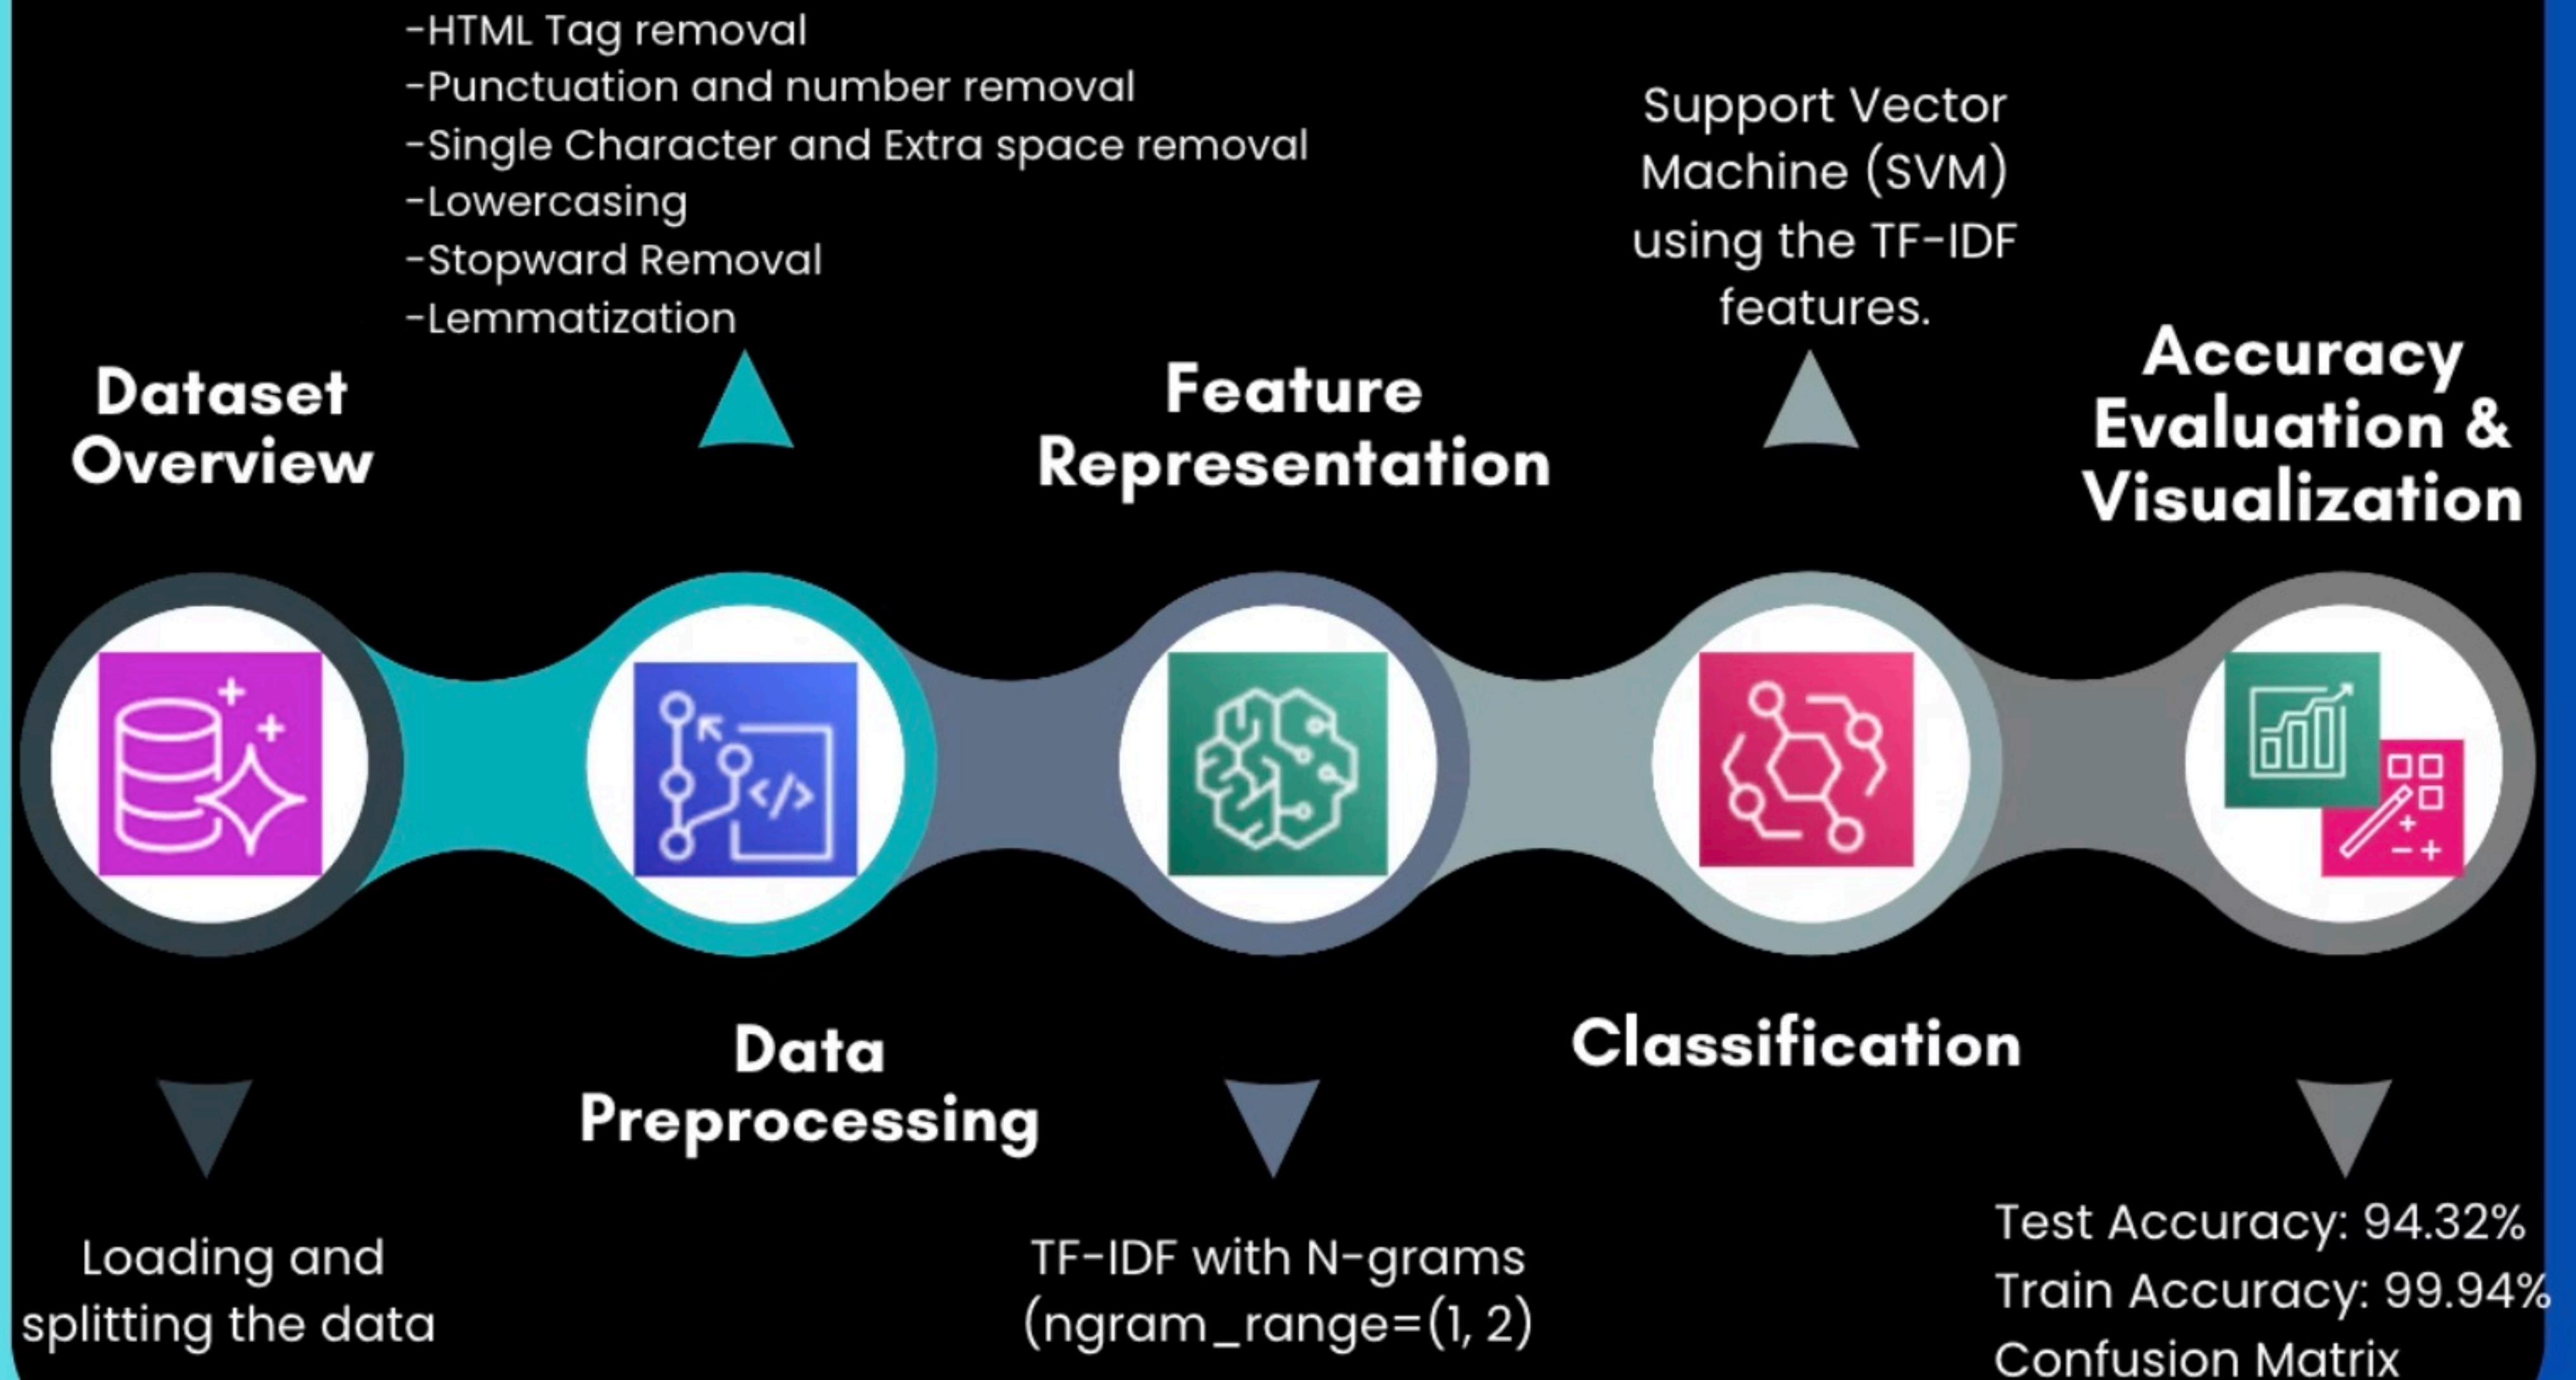 -HTML Tag removal
-Punctuation and number removal
-Single Character and Extra space removal
-Lowercasing
-Stopward Removal
-Lemmatization
Support Vector
Machine (SVM)
using the TF-IDF
features.
Dataset
Overview
Feature
Representation
Accuracy
Evaluation &
Visualization
Data
Preprocessing
Classification
Loading and
splitting the data
TF-IDF with N-grams
(ngram_range=(1, 2)
Test Accuracy: 94.32%
Train Accuracy: 99.94%
Confusion Matrix